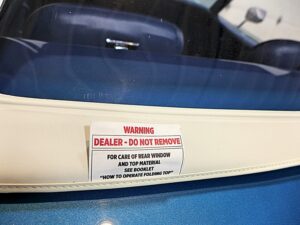 WARNING
DEALER - DO NOT REMOVE
FOR CARE OF REAR WINDOW
AND TOP MATERIAL
SEE BOOKLET
"HOW TO OPERATE FOLDING TOP"